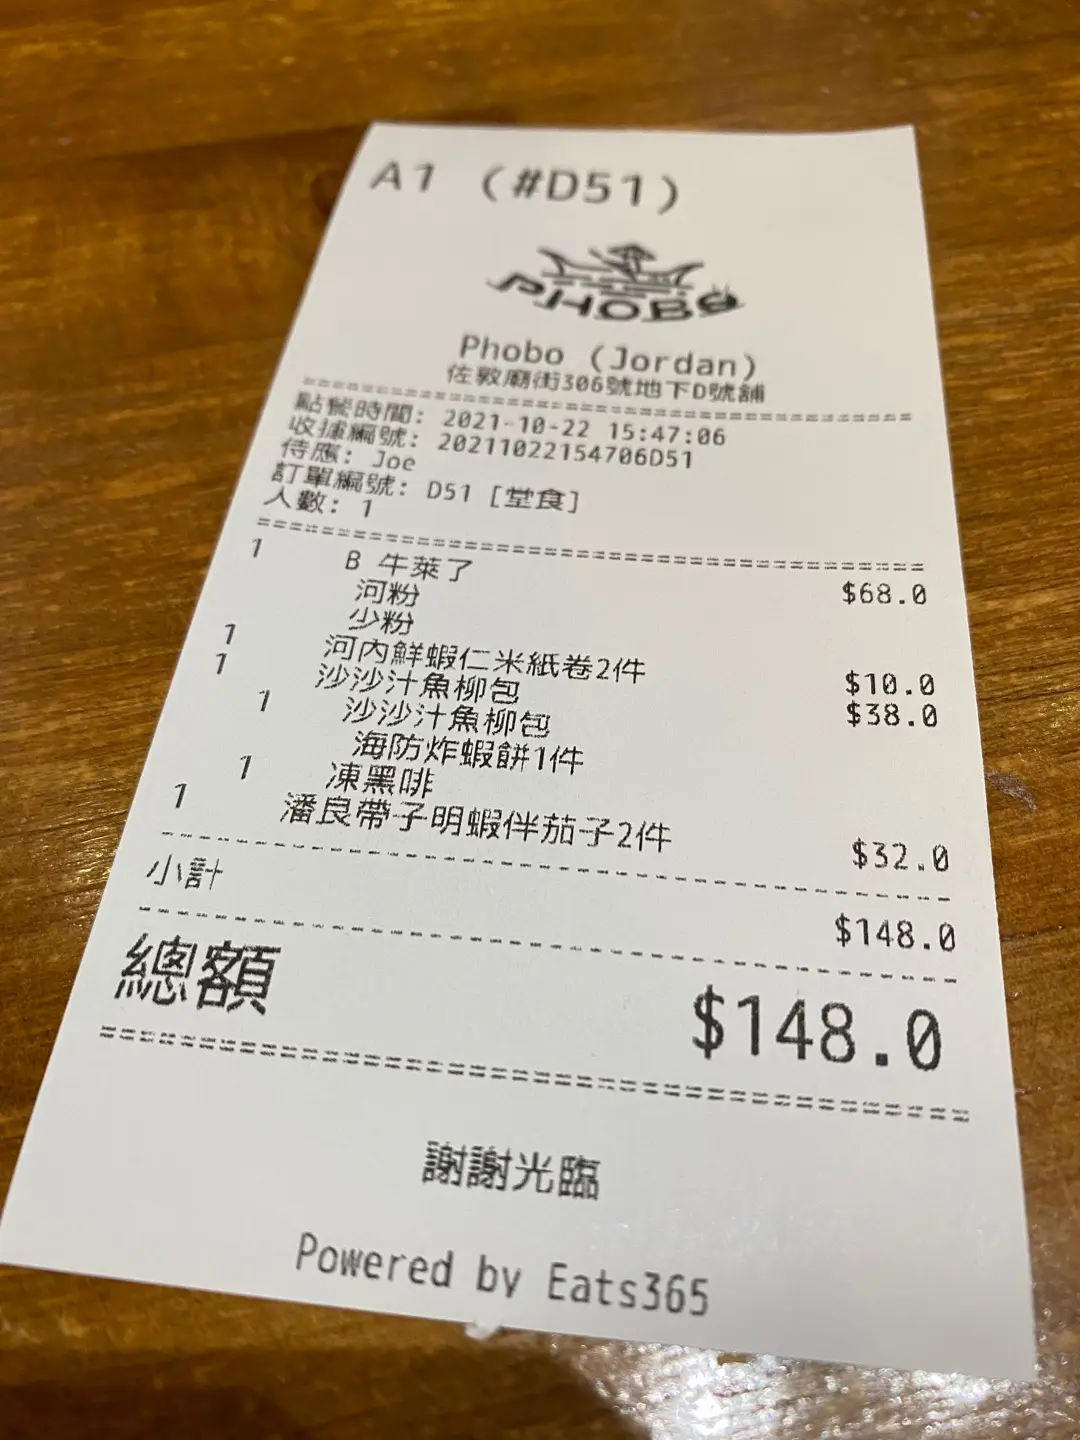 A1 (#D51)
PHOBO
Phobo (Jordan)
佐敦廟街306號地下D號舖
點餐時間: 2021-10-22 15:47:06
收據編號: 20211022154706D51
侍應: Joe
訂單編號: D51 [堂食]
人數: 1
1 B 牛萊了 $68.0
河粉
少粉
1 河內鮮蝦仁米紙卷2件 $10.0
1 沙沙汁魚柳包 $38.0
1 沙沙汁魚柳包
海防炸蝦餅1件
1 凍黑啡
1 潘良帶子明蝦伴茄子2件 $32.0
小計 $148.0
總額 $148.0
謝謝光臨
Powered by Eats365